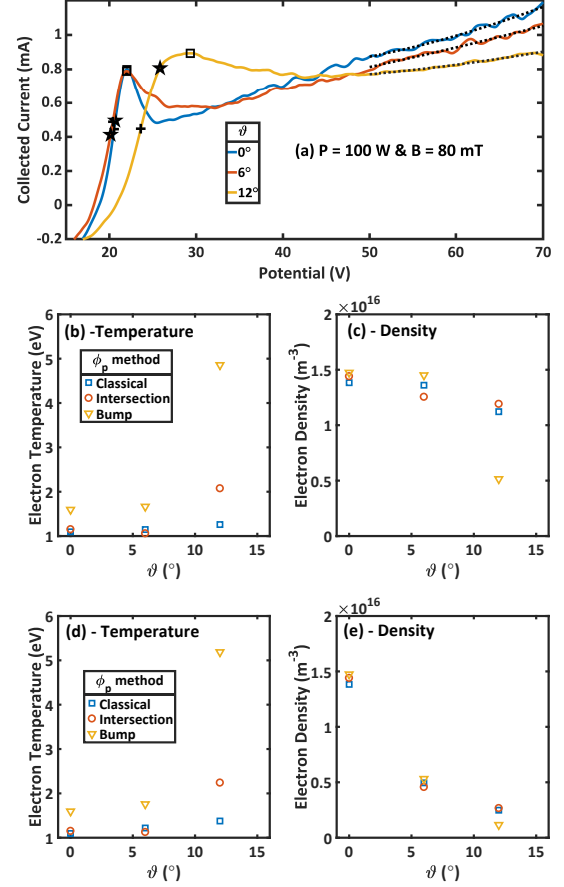 Collected Current (mA)
1
0.8
0.6
0.4
0.2
0
-0.2
20
30
40
50
60
70
Potential (V)
ϑ
0°
6°
12°
(a) P = 100 W & B = 80 mT
(b) -Temperature
Electron Temperature (eV)
6
5
4
3
2
1
0
5
10
15
ϑ (°)
ϕp method
Classical
Intersection
Bump
×10^16
(c) - Density
Electron Density (m^-3)
2
1.5
1
0.5
0
0
5
10
15
ϑ (°)
(d) - Temperature
Electron Temperature (eV)
6
5
4
3
2
1
0
5
10
15
ϑ (°)
ϕp method
Classical
Intersection
Bump
×10^16
(e) - Density
Electron Density (m^-3)
2
1.5
1
0.5
0
0
5
10
15
ϑ (°)